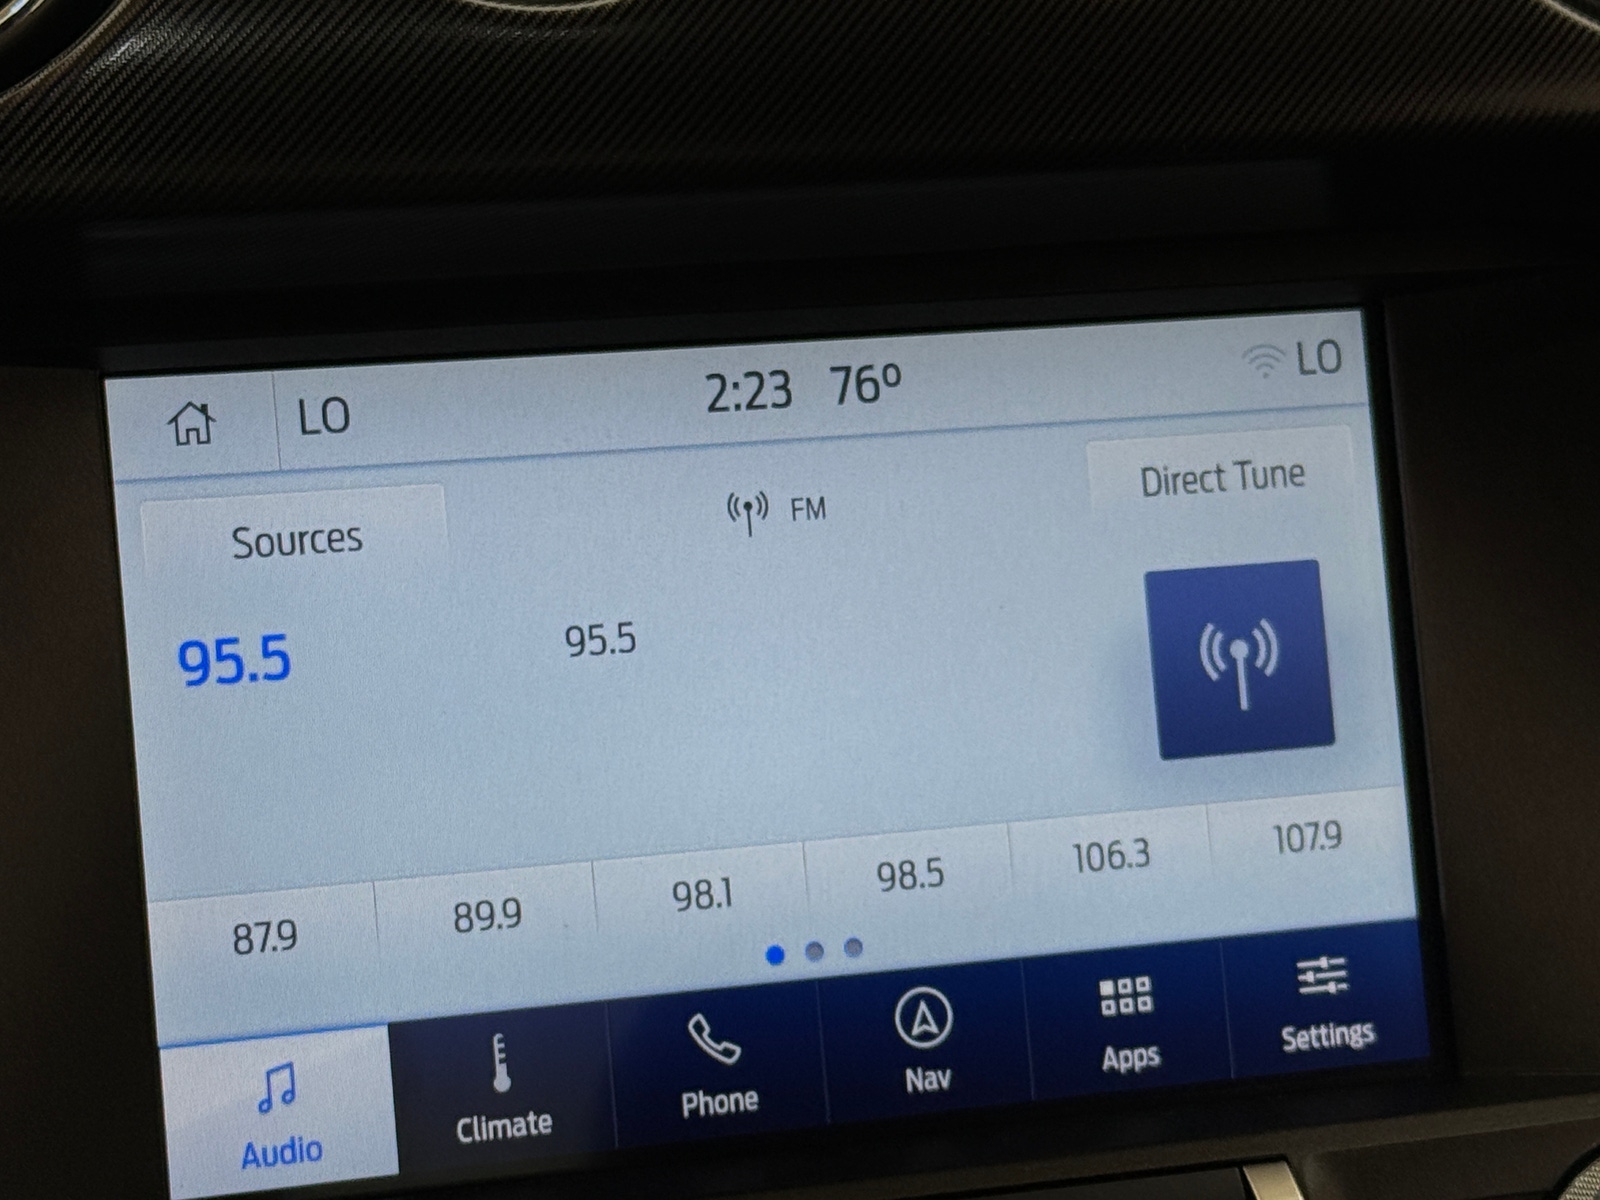 LO 2:23 76° LO
Sources FM Direct Tune
95.5 95.5
87.9 89.9 98.1 98.5 106.3 107.9
Audio Climate Phone Nav Apps Settings